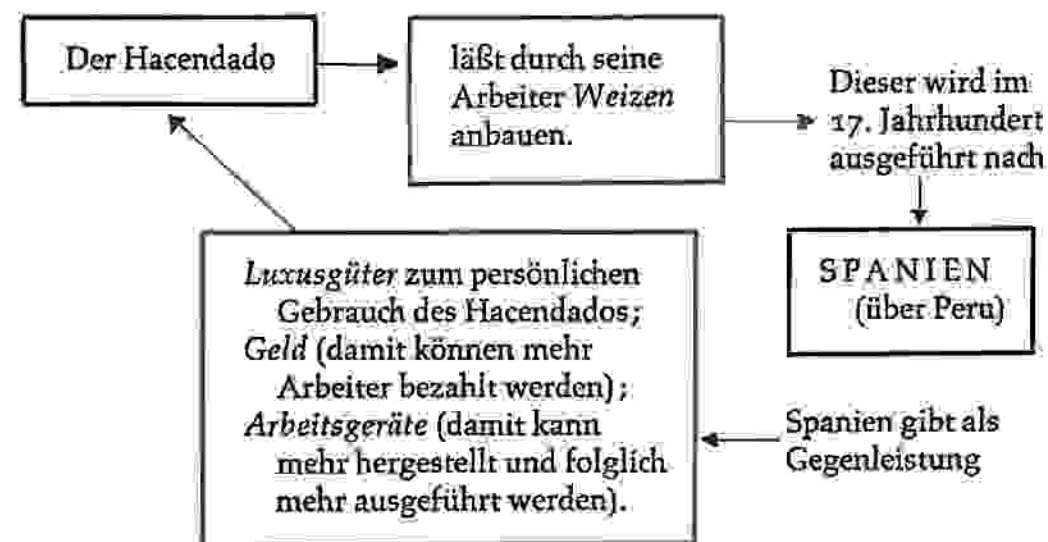 Der Hacendado
läßt durch seine
Arbeiter Weizen
anbauen.
Dieser wird im
17. Jahrhundert
ausgeführt nach
SPANIEN
(über Peru)
Spanien gibt als
Gegenleistung
Luxusgüter zum persönlichen
Gebrauch des Hacendados;
Geld (damit können mehr
Arbeiter bezahlt werden);
Arbeitsgeräte (damit kann
mehr hergestellt und folglich
mehr ausgeführt werden).